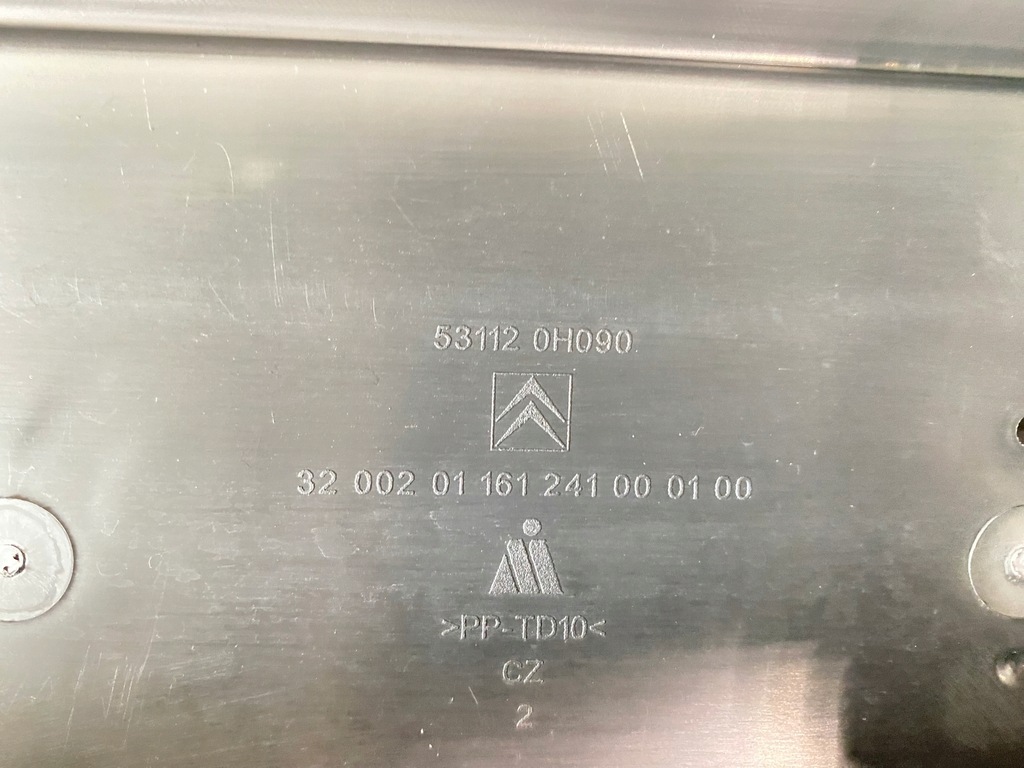 53112 0H090
32 002 01 161 241 00 01 00
>PP-TD10<
CZ
2